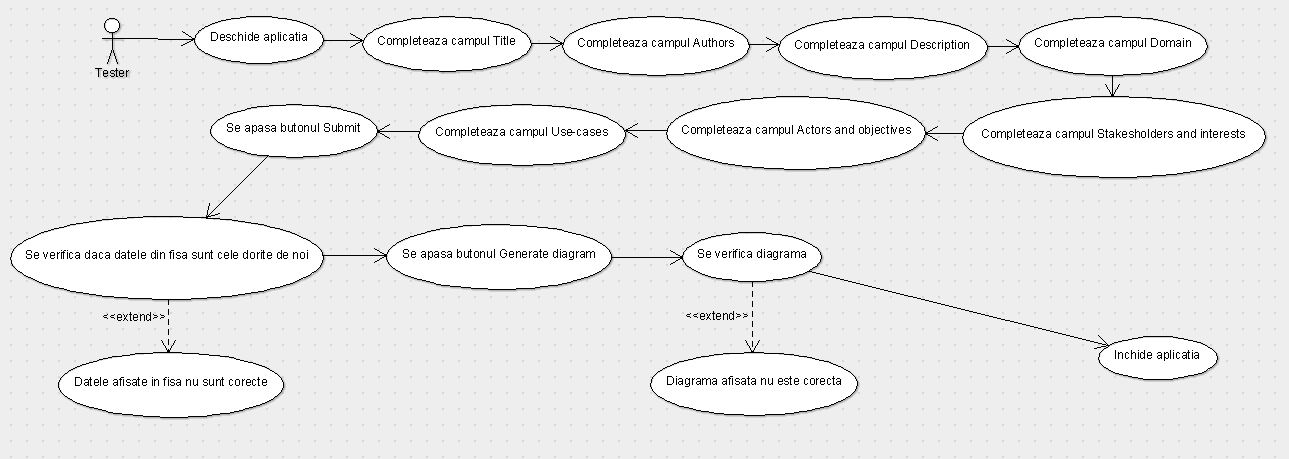 Tester
Deschide aplicatia
Completeaza campul Title
Completeaza campul Authors
Completeaza campul Description
Completeaza campul Domain
Completeaza campul Stakesholders and interests
Completeaza campul Actors and objectives
Completeaza campul Use-cases
Se apasa butonul Submit
Se verifica daca datele din fisa sunt cele dorite de noi
Se apasa butonul Generate diagram
Se verifica diagrama
<<extend>>
<<extend>>
Datele afisate in fisa nu sunt corecte
Diagrama afisata nu este corecta
Inchide aplicatia